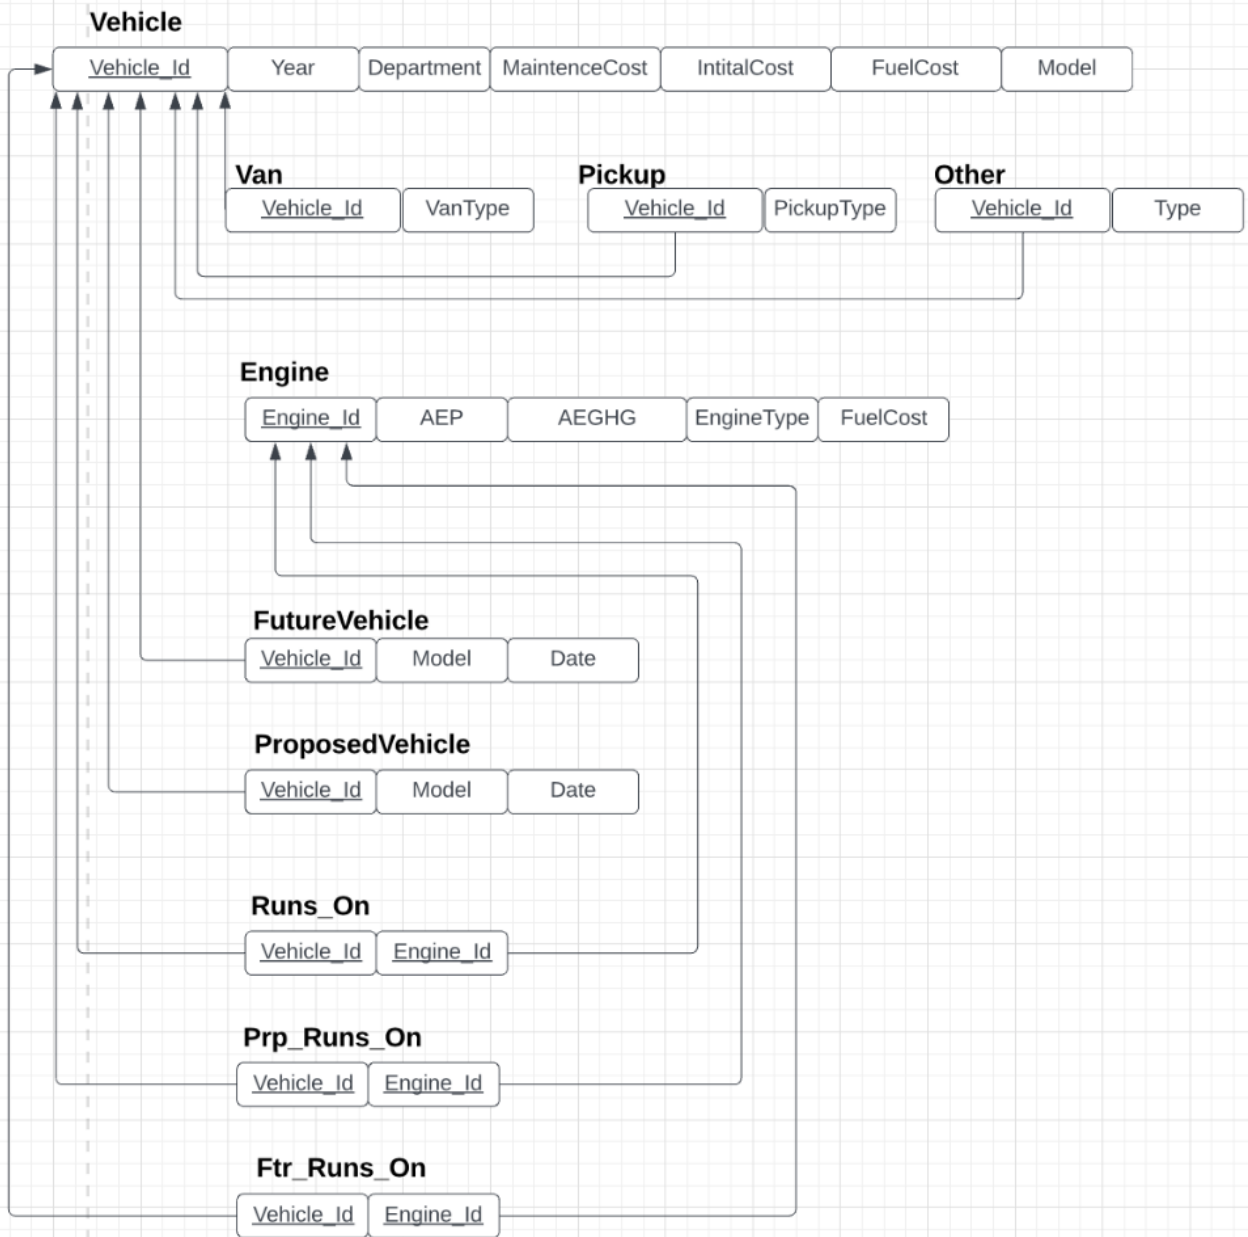 Vehicle
Vehicle_Id Year Department MaintenceCost IntitalCost FuelCost Model
Van Pickup Other
Vehicle_Id VanType Vehicle_Id PickupType Vehicle_Id Type
Engine
Engine_Id AEP AEGHG EngineType FuelCost
FutureVehicle
Vehicle_Id Model Date
ProposedVehicle
Vehicle_Id Model Date
Runs_On
Vehicle_Id Engine_Id
Prp_Runs_On
Vehicle_Id Engine_Id
Ftr_Runs_On
Vehicle_Id Engine_Id